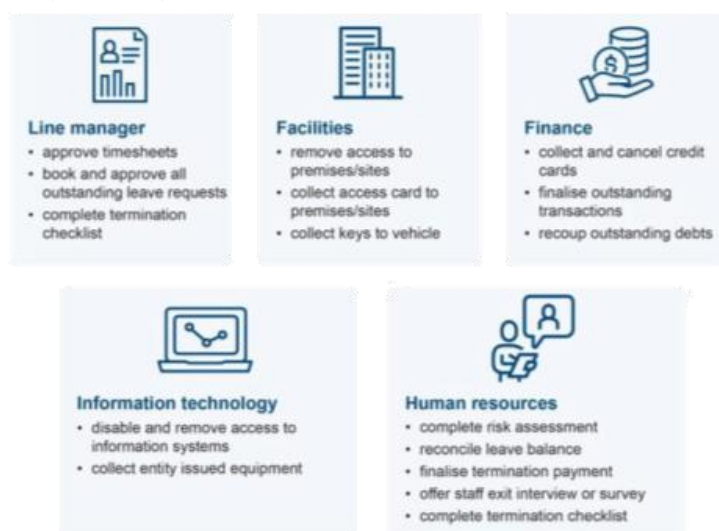 Line manager
• approve timesheets
• book and approve all
outstanding leave requests
• complete termination
checklist
Facilities
• remove access to
premises/sites
• collect access card to
premises/sites
• collect keys to vehicle
Finance
$
• collect and cancel credit
cards
• finalise outstanding
transactions
• recoup outstanding debts
Information technology
• disable and remove access to
information systems
• collect entity issued equipment
Human resources
• complete risk assessment
• reconcile leave balance
• finalise termination payment
• offer staff exit interview or survey
• complete termination checklist